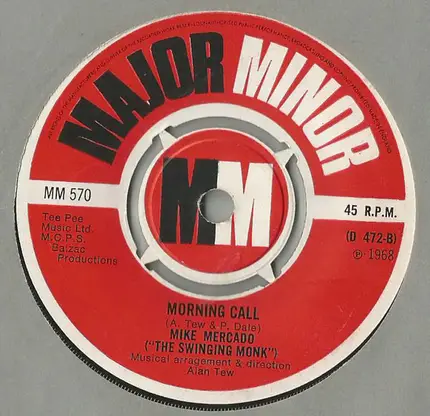 MAJOR MINOR
MM
MM 570
45 R.P.M.
Tee Pee
Music Ltd.
M.C.P.S.
Balzac
Productions
(D 472-B)
℗ 1968
MORNING CALL
(A. Tew & P. Dale)
MIKE MERCADO
("THE SWINGING MONK")
Musical erragement & direction
Alan Tew